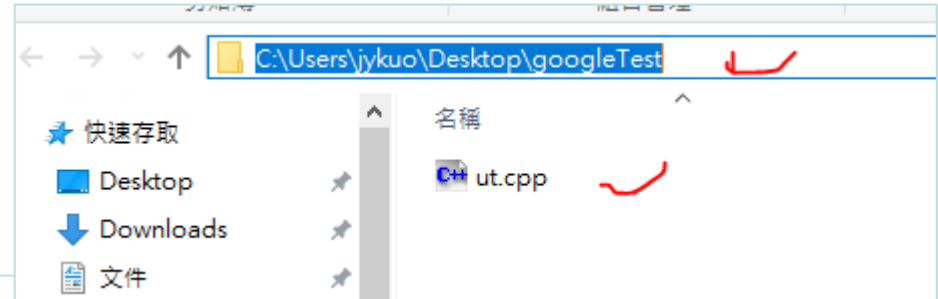 C:\Users\jykuo\Desktop\googleTest
快速存取
名稱
Desktop
C++ ut.cpp
Downloads
文件